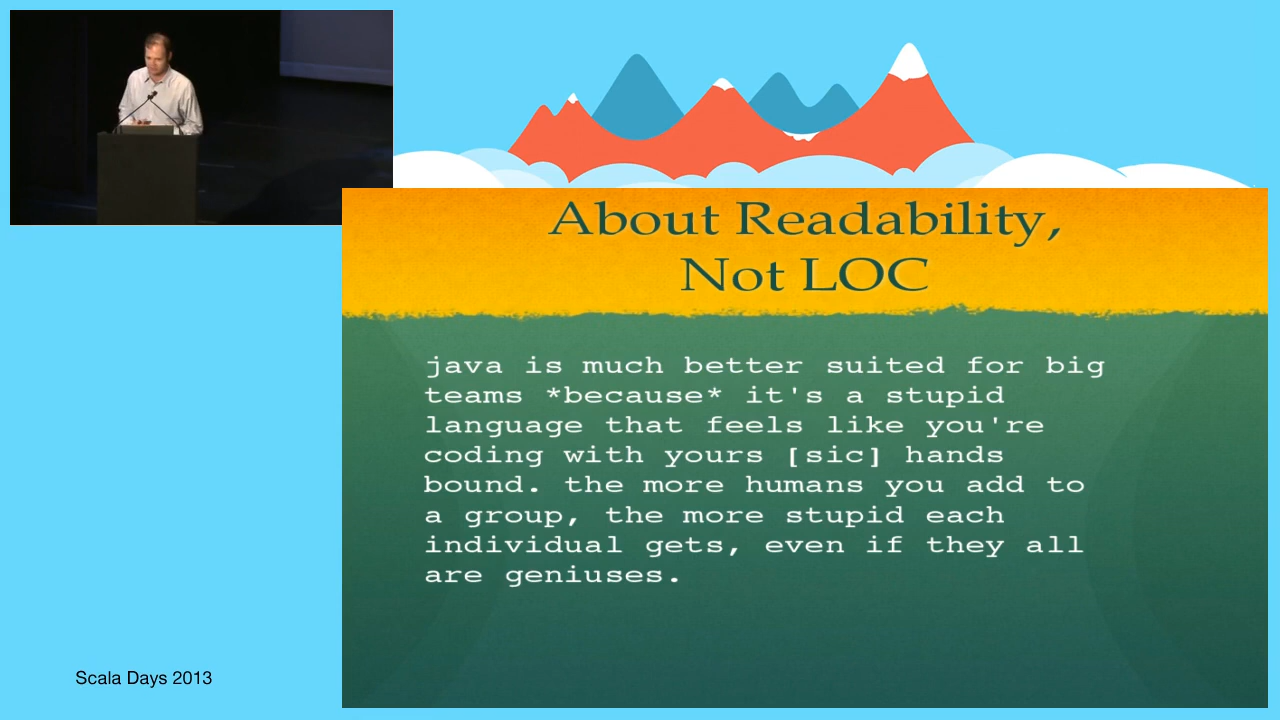 About Readability,
Not LOC
java is much better suited for big
teams *because* it's a stupid
language that feels like you're
coding with yours [sic] hands
bound. the more humans you add to
a group, the more stupid each
individual gets, even if they all
are geniuses.
Scala Days 2013